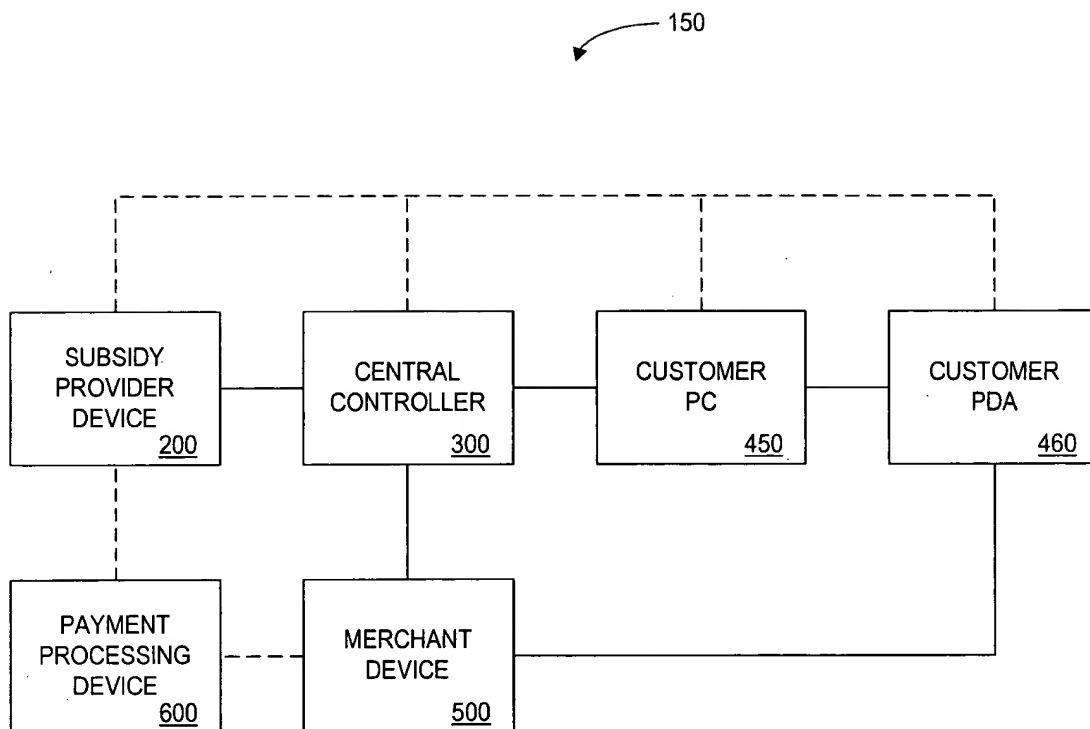 150
SUBSIDY
PROVIDER
DEVICE
200
CENTRAL
CONTROLLER
300
CUSTOMER
PC
450
CUSTOMER
PDA
460
PAYMENT
PROCESSING
DEVICE
600
MERCHANT
DEVICE
500